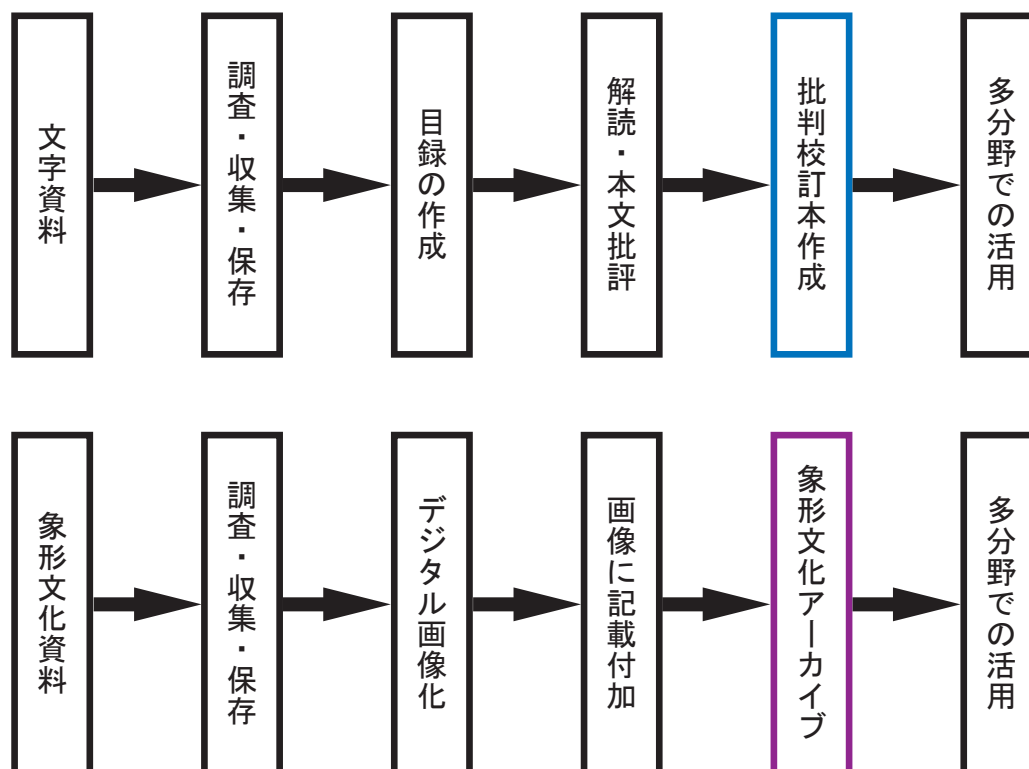 文字資料
調査・収集・保存
目録の作成
解読・本文批評
批判校訂本作成
多分野での活用
象形文化資料
調査・収集・保存
デジタル画像化
画像に記載付加
象形文化アーカイブ
多分野での活用